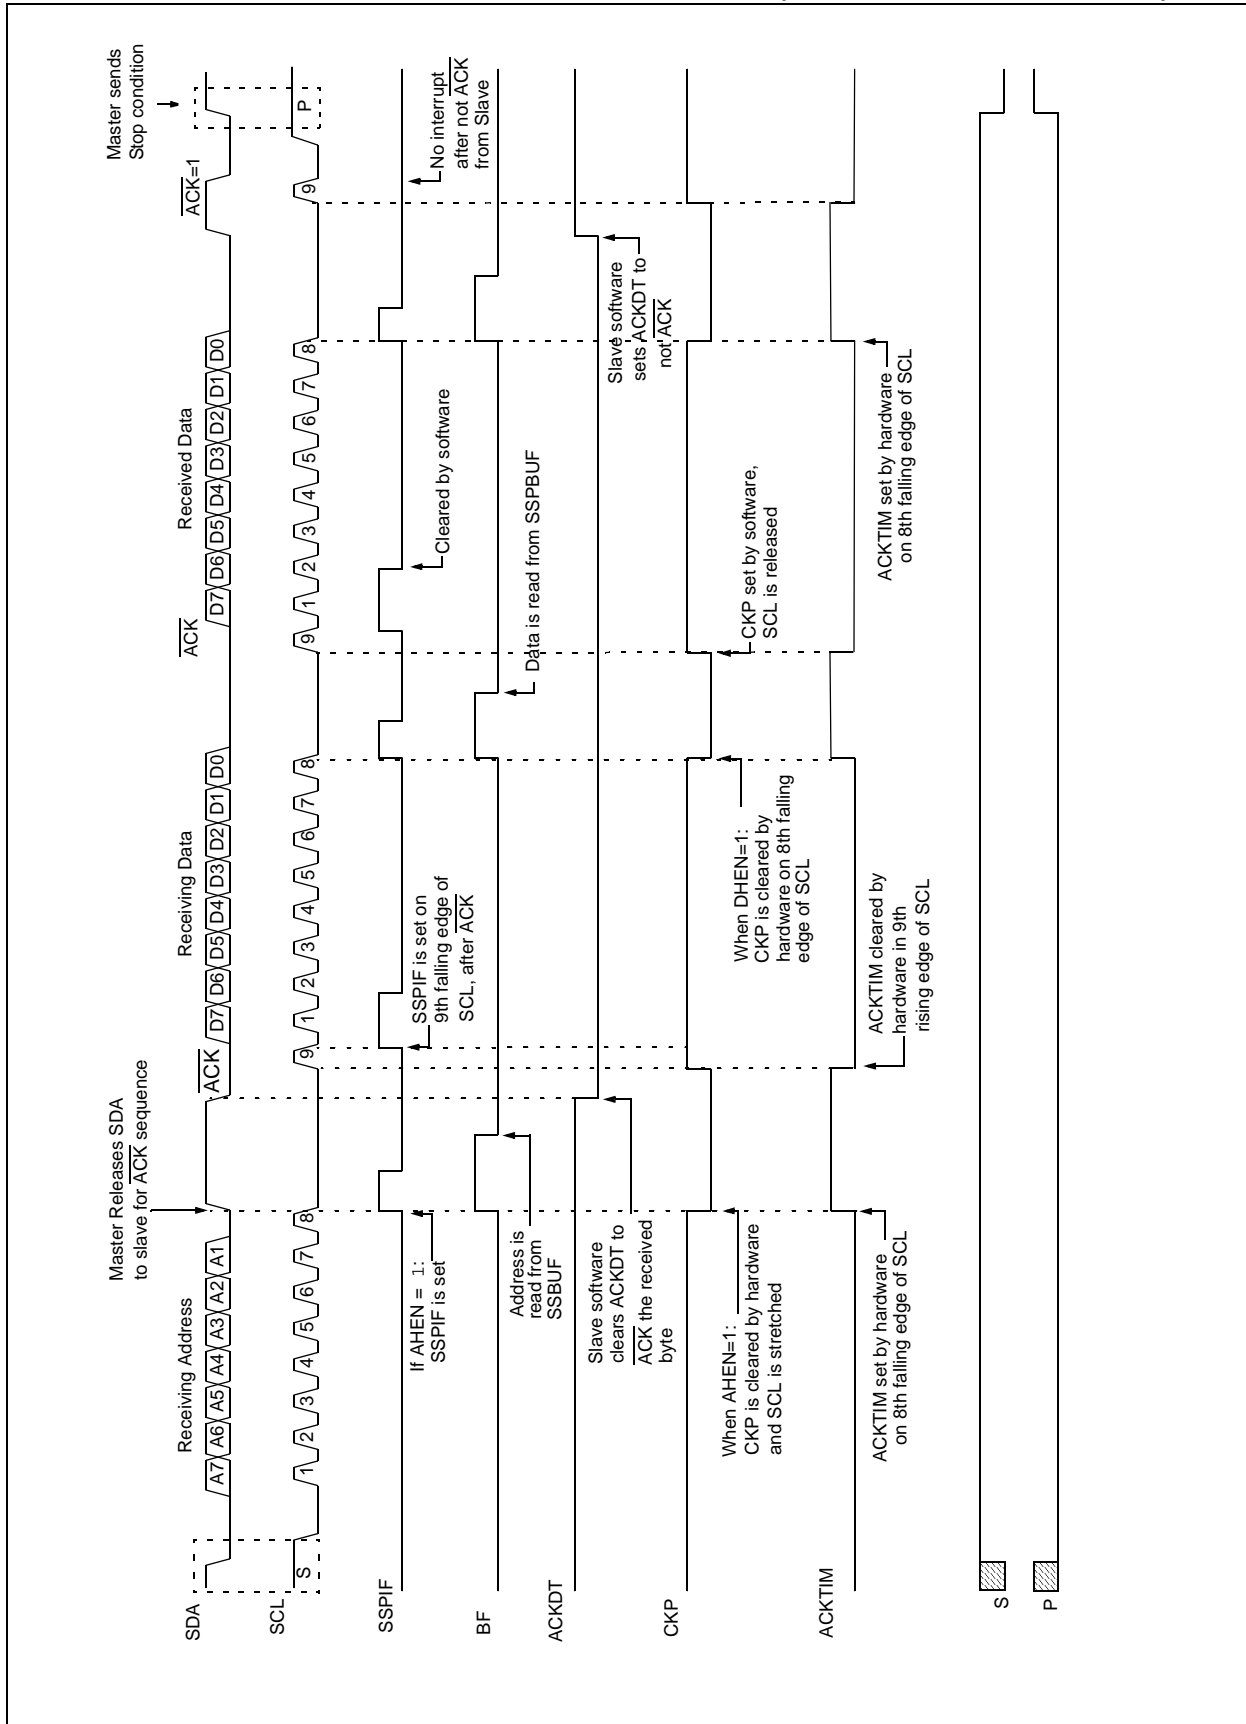 Master Releases SDA
to slave for ACK sequence
Master sends
Stop condition
Receiving Address
Receiving Data
Received Data
ACK
ACK
ACK=1
SDA
A7 A6 A5 A4 A3 A2 A1
D7 D6 D5 D4 D3 D2 D1 D0
D7 D6 D5 D4 D3 D2 D1 D0
SCL
S
1 2 3 4 5 6 7 8 9
1 2 3 4 5 6 7 8 9
1 2 3 4 5 6 7 8 9
P
SSPIF
If AHEN = 1:
SSPIF is set
SSPIF is set on
9th falling edge of
SCL, after ACK
Cleared by software
No interrupt
after not ACK
from Slave
BF
Address is
read from
SSBUF
Data is read from SSPBUF
ACKDT
Slave software
clears ACKDT to
ACK the received
byte
Slave software
sets ACKDT to
not ACK
CKP
When AHEN=1:
CKP is cleared by hardware
and SCL is stretched
When DHEN=1:
CKP is cleared by
hardware on 8th falling
edge of SCL
CKP set by software,
SCL is released
ACKTIM
ACKTIM set by hardware
on 8th falling edge of SCL
ACKTIM cleared by
hardware in 9th
rising edge of SCL
ACKTIM set by hardware
on 8th falling edge of SCL
S
P